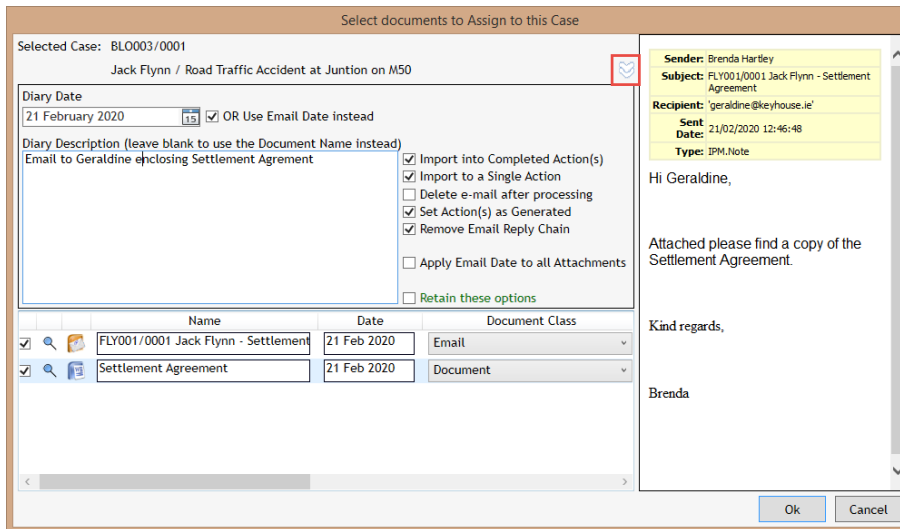 Select documents to Assign to this Case
Selected Case: BLO003/0001
Jack Flynn / Road Traffic Accident at Juntion on M50
Diary Date
21 February 2020
15
OR Use Email Date instead
Diary Description (leave blank to use the Document Name instead)
Email to Geraldine enclosing Settlement Agrement
Import into Completed Action(s)
Import to a Single Action
Delete e-mail after processing
Set Action(s) as Generated
Remove Email Reply Chain
Apply Email Date to all Attachments
Retain these options
Name Date Document Class
FLY001/0001 Jack Flynn - Settlement 21 Feb 2020 Email
Settlement Agreement 21 Feb 2020 Document
Sender: Brenda Hartley
Subject: FLY001/0001 Jack Flynn - Settlement
Agreement
Recipient: 'geraldine@keyhouse.ie'
Sent
Date: 21/02/2020 12:46:48
Type: IPM.Note
Hi Geraldine,
Attached please find a copy of the
Settlement Agreement.
Kind regards,
Brenda
Ok Cancel